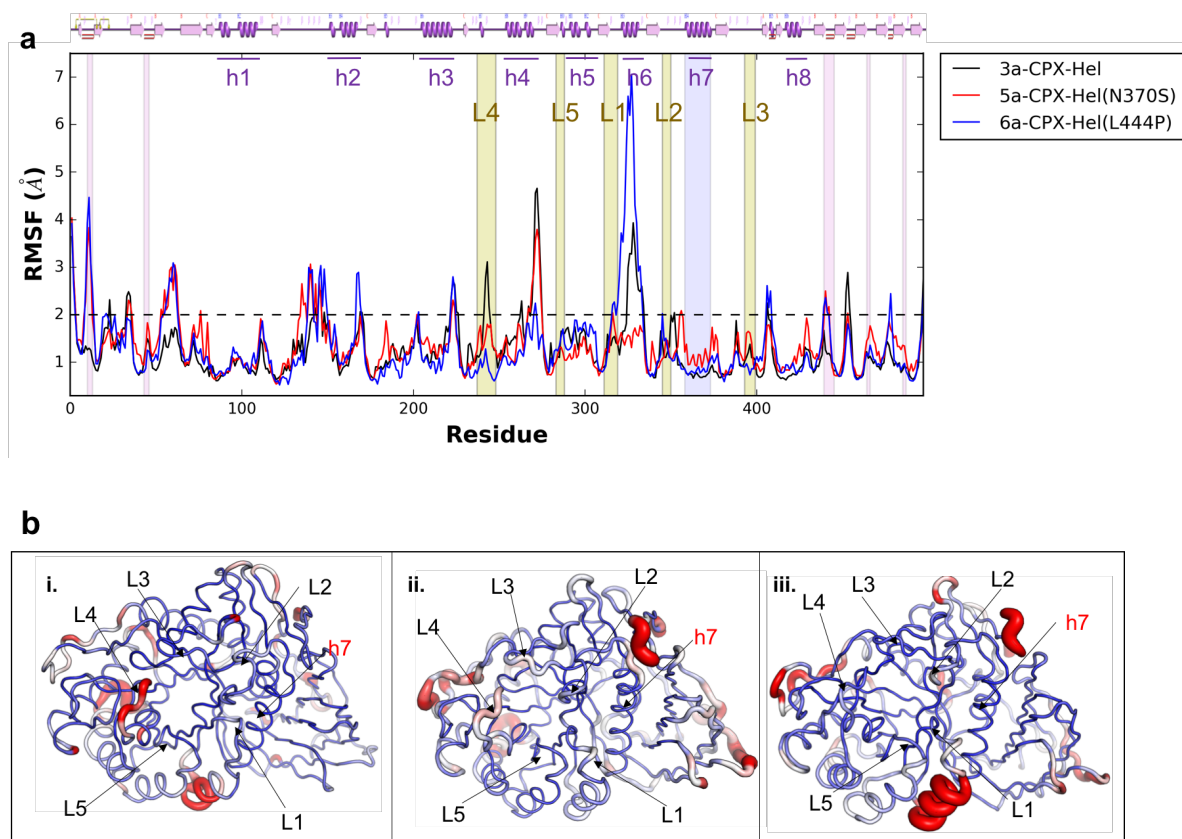 a
h1 h2 h3 h4 h5 h6 h7 h8
L4 L5 L1 L2 L3
3a-CPX-Hel
5a-CPX-Hel(N370S)
6a-CPX-Hel(L444P)
RMSF (Å)
7
6
5
4
3
2
1
0 100 200 300 400
Residue
b
i.
L3
L2
L4
h7
L5
L1
ii.
L3
L2
L4
h7
L5
L1
iii.
L3
L2
L4
h7
L5
L1